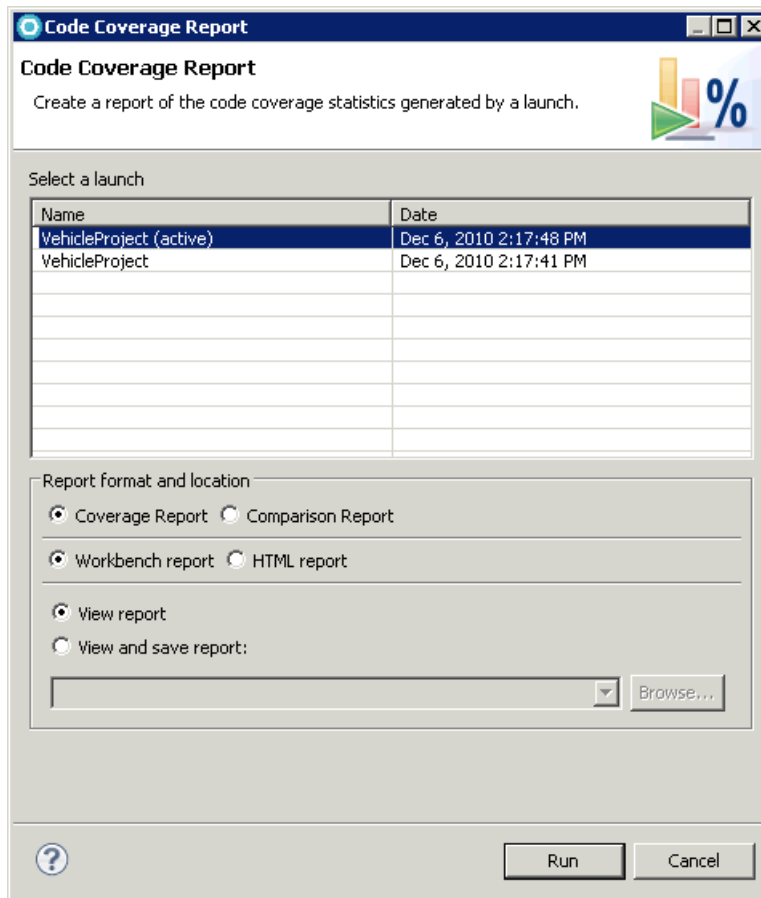 Code Coverage Report
Code Coverage Report
Create a report of the code coverage statistics generated by a launch.
%
Select a launch
Name Date
VehicleProject (active) Dec 6, 2010 2:17:48 PM
VehicleProject Dec 6, 2010 2:17:41 PM
Report format and location
Coverage Report Comparison Report
Workbench report HTML report
View report
View and save report:
Browse...
? Run Cancel